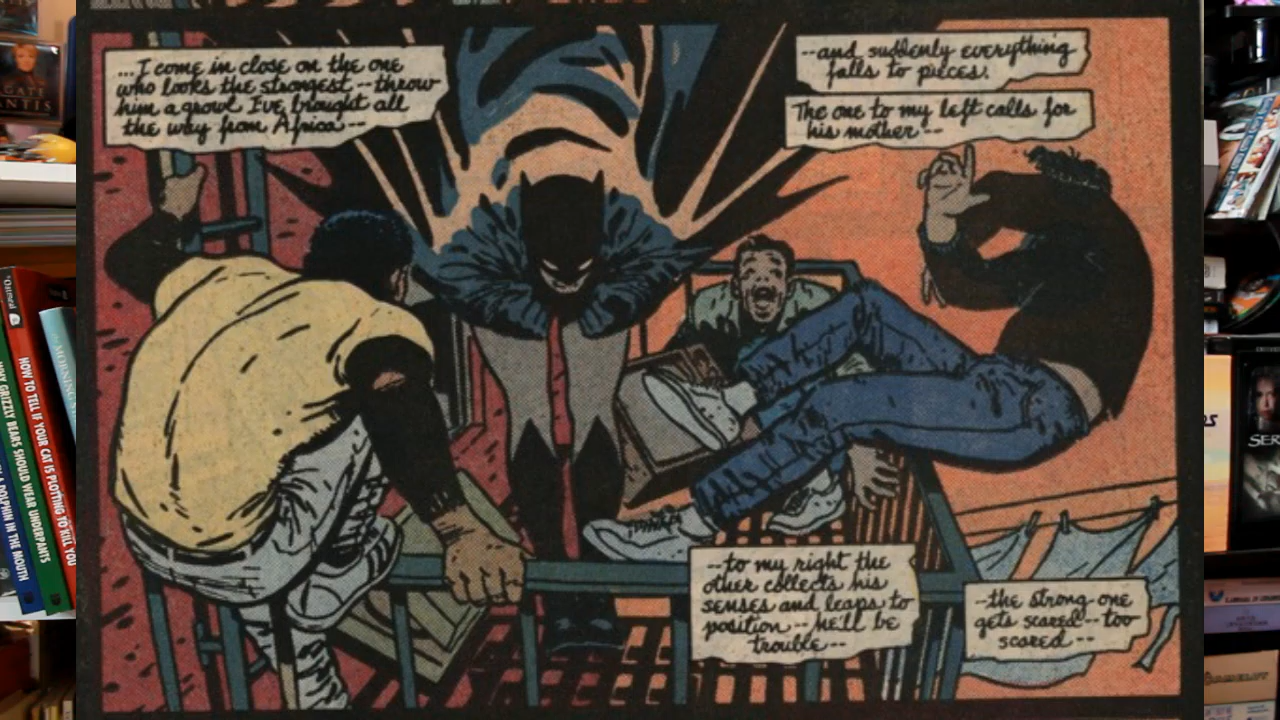 ...I come in close on the one
who looks the strongest -- throw
him a growl I've brought all
the way from Africa --
--and suddenly everything
falls to pieces.
The one to my left calls for
his mother --
--to my right the
other collects his
senses and leaps to
position -- he'll be
trouble --
--the strong one
gets scared -- too
scored --
HOW TO TELL IF YOUR CAT IS PLOTTING TO KILL YOU
WHY GRIZZLY BEARS SHOULD WEAR UNDERPANTS
A DOLPHIN IN THE MOUTH
GATE
ANTIS
SER